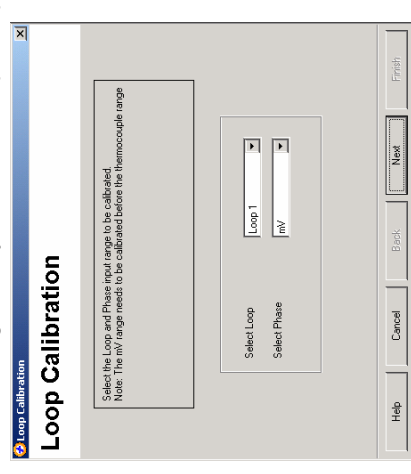 Loop Calibration
Loop Calibration
Select the Loop and Phase input range to be calibrated.
Note: The mV range needs to be calibrated before the thermocouple range
Select Loop
Loop 1
Select Phase
mV
Help
Cancel
Back
Next
Finish